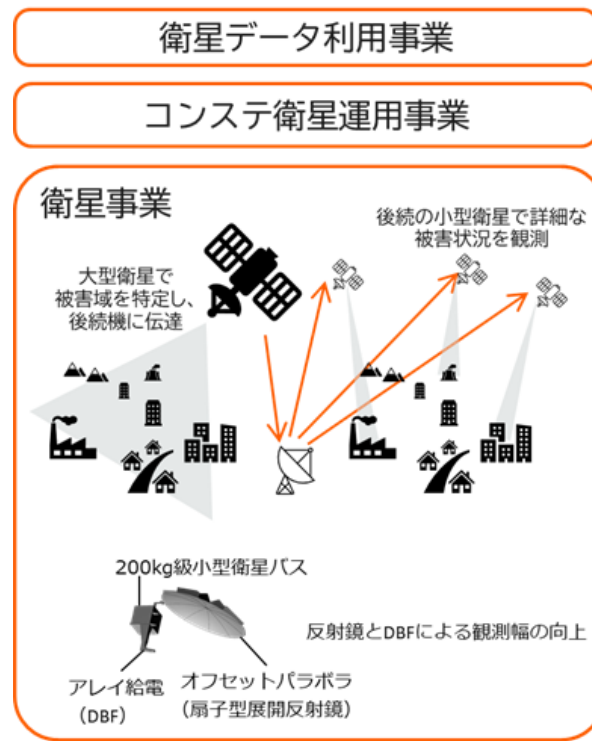 衛星データ利用事業
コンステ衛星運用事業
衛星事業
後続の小型衛星で詳細な
被害状況を観測
大型衛星で
被害域を特定し、
後続機に伝達
200kg級小型衛星バス
反射鏡とDBFによる観測幅の向上
アレイ給電
（DBF）
オフセットパラボラ
（扇子型展開反射鏡）